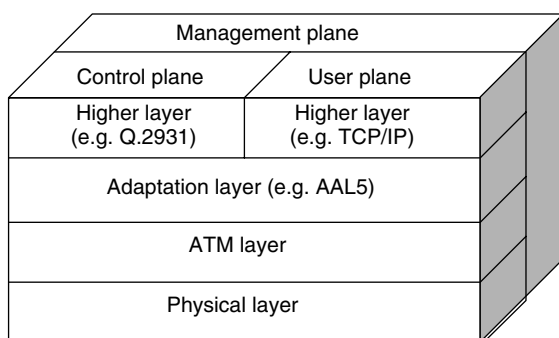 Management plane
Control plane
User plane
Higher layer
(e.g. Q.2931)
Higher layer
(e.g. TCP/IP)
Adaptation layer (e.g. AAL5)
ATM layer
Physical layer